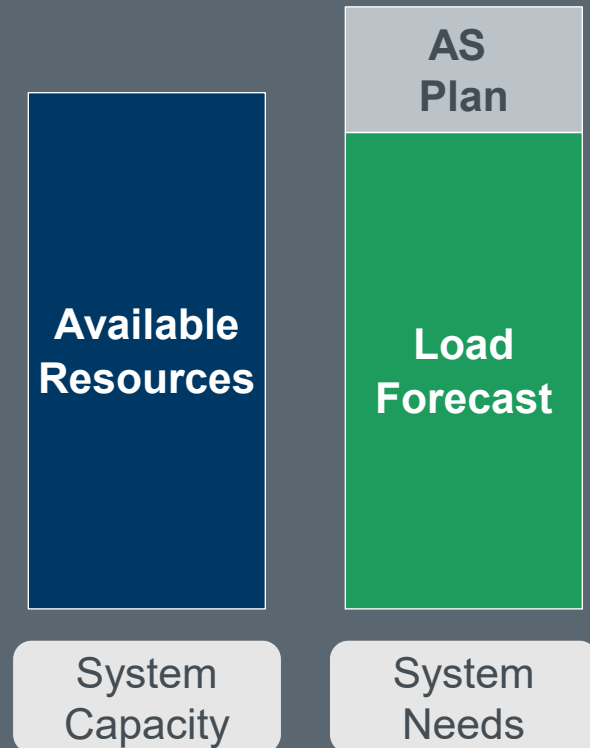 AS
Plan
Available
Resources
Load
Forecast
System
Capacity
System
Needs